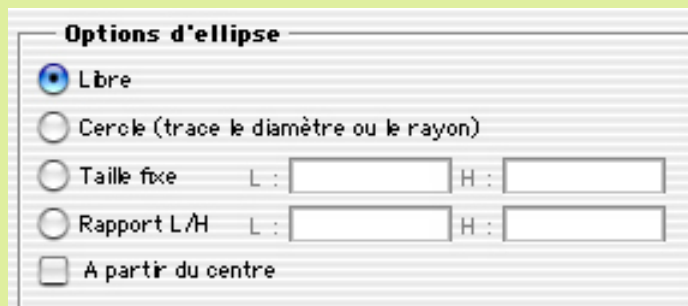 Options d'ellipse
Libre
Cercle (trace le diamètre ou le rayon)
Taille fixe L : H :
Rapport L/H L : H :
A partir du centre